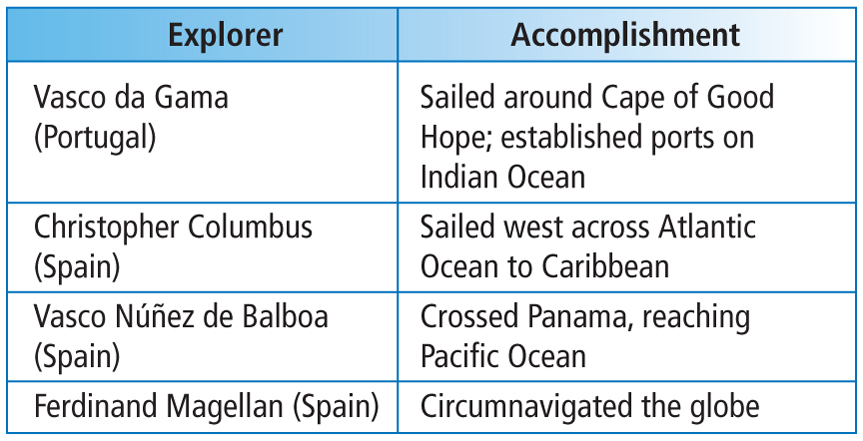 Explorer
Accomplishment
Vasco da Gama
(Portugal)
Sailed around Cape of Good
Hope; established ports on
Indian Ocean
Christopher Columbus
(Spain)
Sailed west across Atlantic
Ocean to Caribbean
Vasco Núñez de Balboa
(Spain)
Crossed Panama, reaching
Pacific Ocean
Ferdinand Magellan (Spain)
Circumnavigated the globe